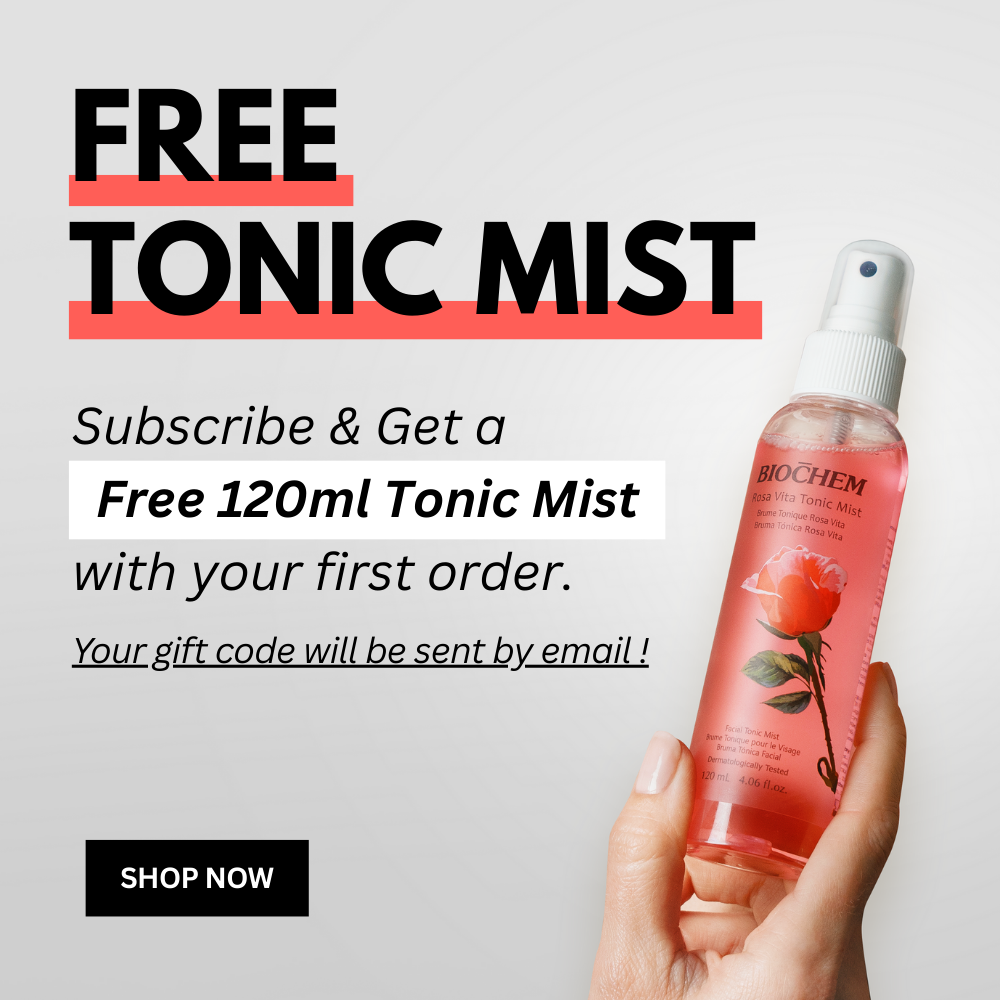 FREE
TONIC MIST
Subscribe & Get a
Free 120ml Tonic Mist
with your first order.
Your gift code will be sent by email !
SHOP NOW
BIOCHEM
Rosa Vita Tonic Mist
Brume Tonique Rosa Vita
Bruma Tónica Rosa Vita
Facial Tonic Mist
Brume Tonique pour le Visage
Bruma Tónica Facial
Dermatologically Tested
120 ml. 4.06 fl.oz.